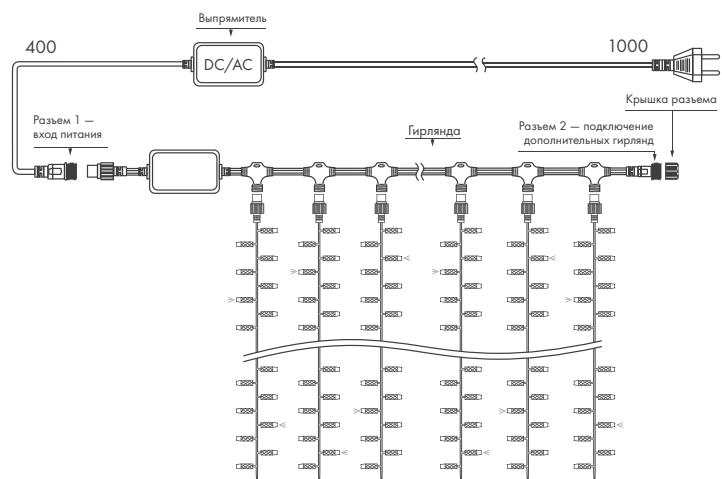 Выпрямитель
400
DC/AC
1000
Крышка разъема
Разъем 1 —
вход питания
Гирлянда
Разъем 2 — подключение
дополнительных гирлянд